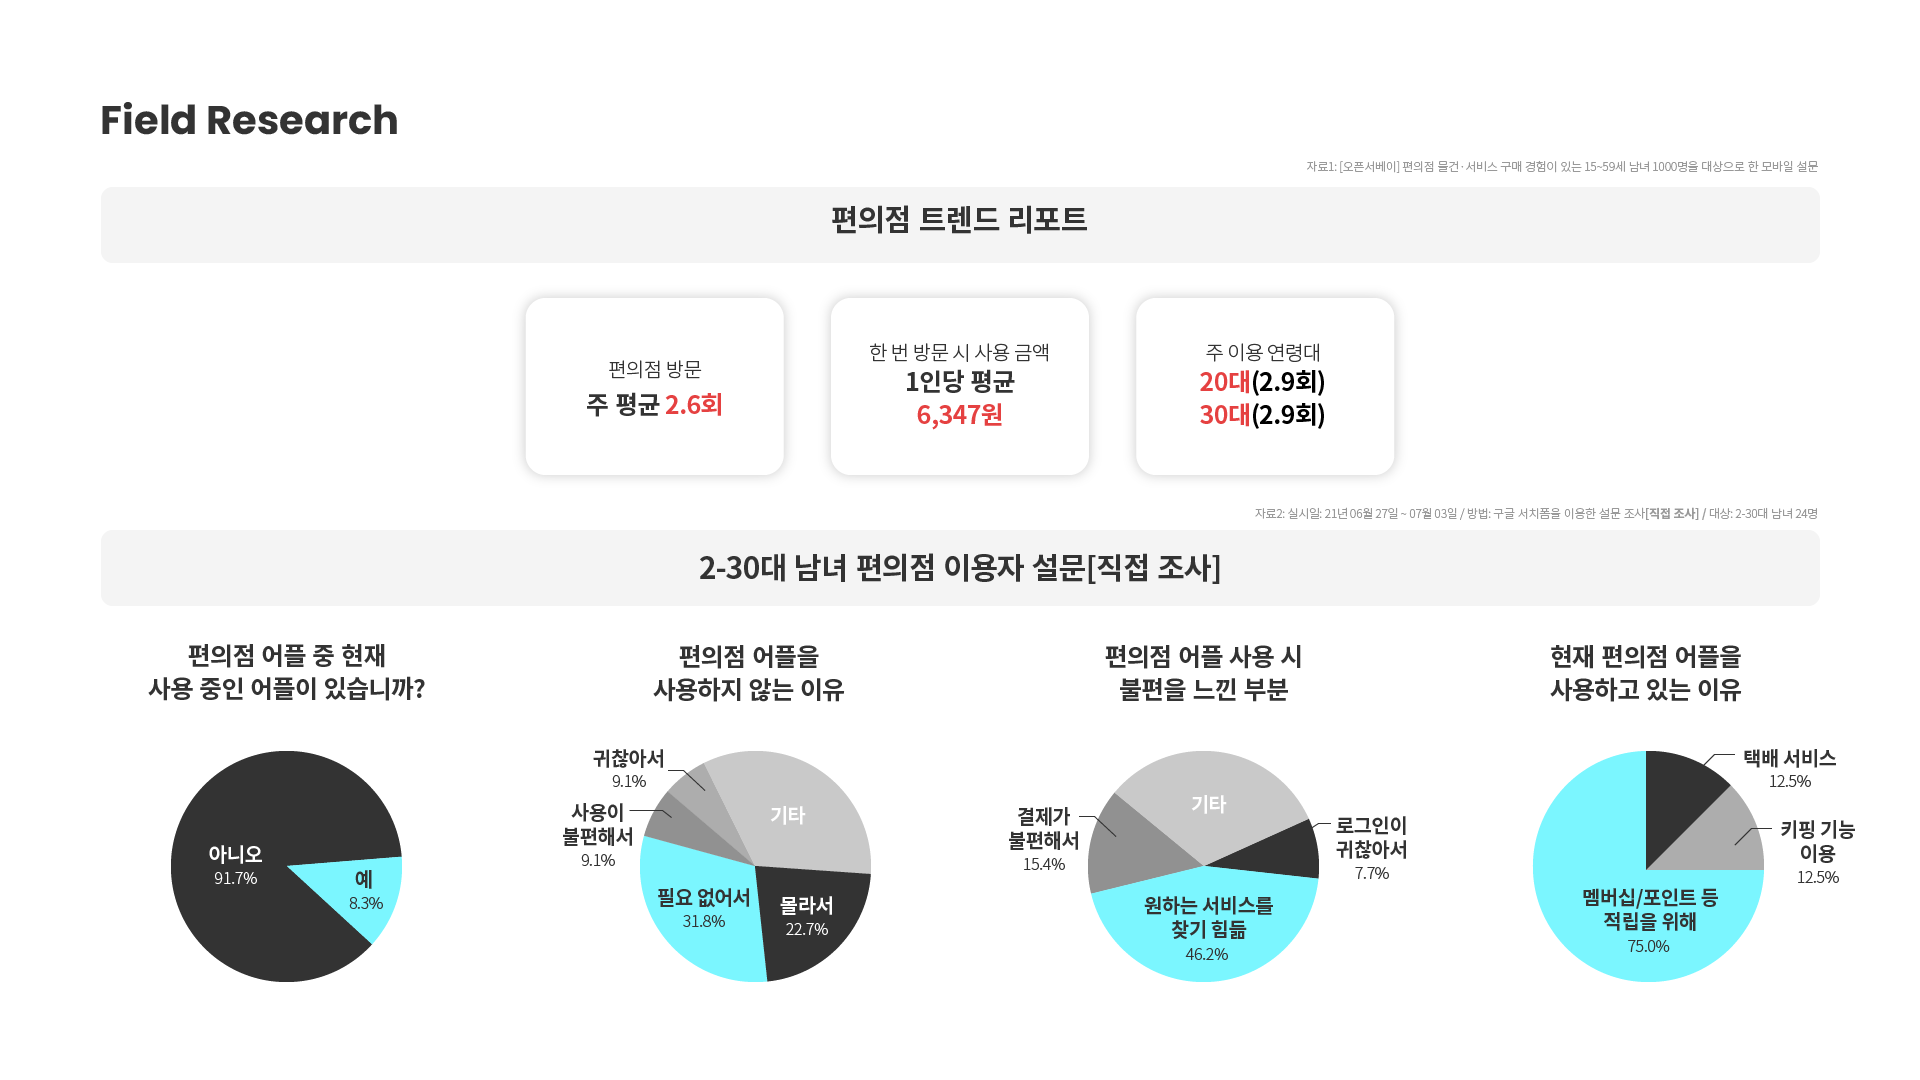 Field Research
자료1: [오픈서베이] 편의점 물건·서비스 구매 경험이 있는 15~59세 남녀 1000명을 대상으로 한 모바일 설문
편의점 트렌드 리포트
편의점 방문
주 평균 2.6회
한 번 방문 시 사용 금액
1인당 평균
6,347원
주 이용 연령대
20대(2.9회)
30대(2.9회)
자료2: 실시일: 21년 06월 27일 ~ 07월 03일 / 방법: 구글 서치폼을 이용한 설문 조사[직접 조사] / 대상: 2-30대 남녀 24명
2-30대 남녀 편의점 이용자 설문[직접 조사]
편의점 어플 중 현재
사용 중인 어플이 있습니까?
아니오
91.7%
예
8.3%
편의점 어플을
사용하지 않는 이유
귀찮아서
9.1%
사용이
불편해서
9.1%
기타
필요 없어서
31.8%
몰라서
22.7%
편의점 어플 사용 시
불편을 느낀 부분
기타
결제가
불편해서
15.4%
로그인이
귀찮아서
7.7%
원하는 서비스를
찾기 힘듦
46.2%
현재 편의점 어플을
사용하고 있는 이유
택배 서비스
12.5%
키핑 기능
이용
12.5%
멤버십/포인트 등
적립을 위해
75.0%